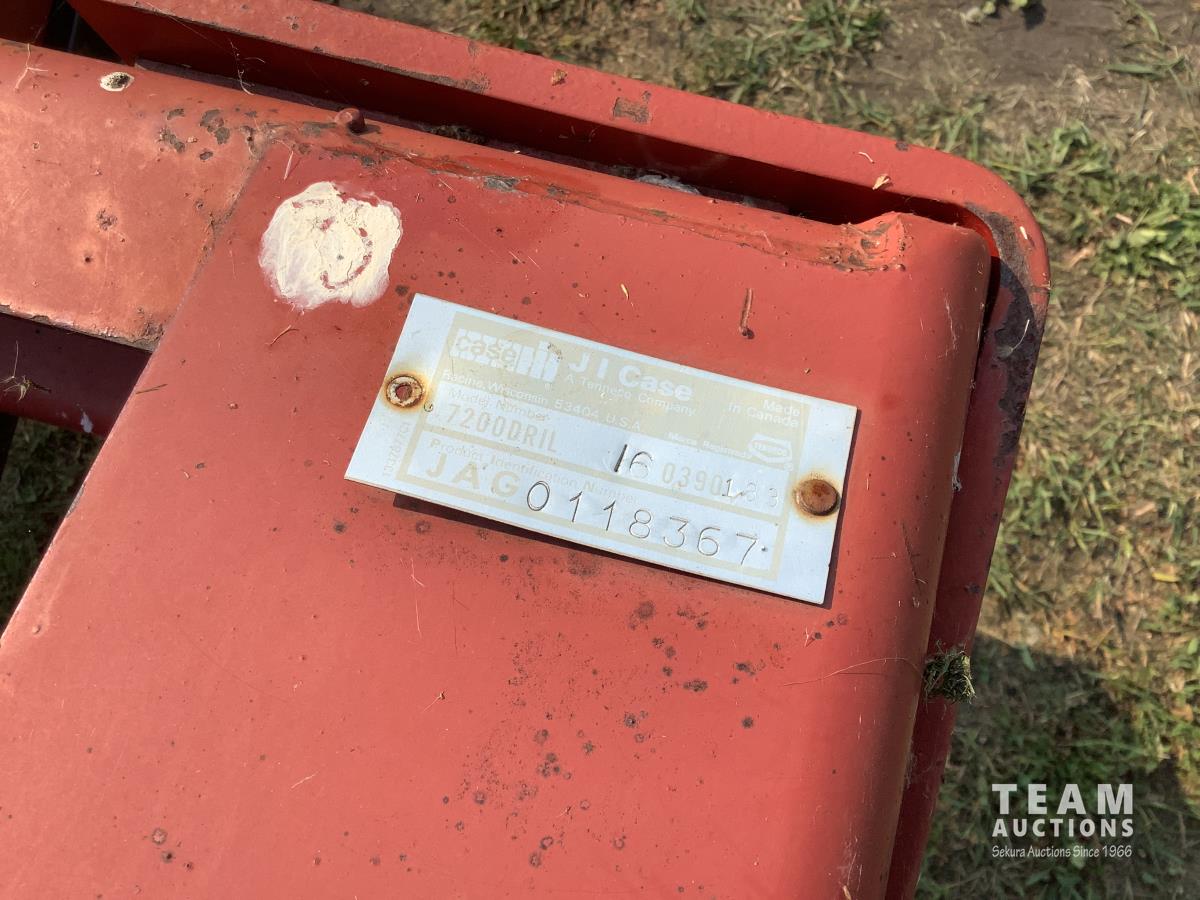 case IH J I Case
A Tenneco Company
Made in Canada
Racine, Wisconsin 53404 U.S.A.
Model Number
7200DRIL 16 0390
Product Identification Number
JAG0118367
TEAM
AUCTIONS
Sekura Auctions Since 1966